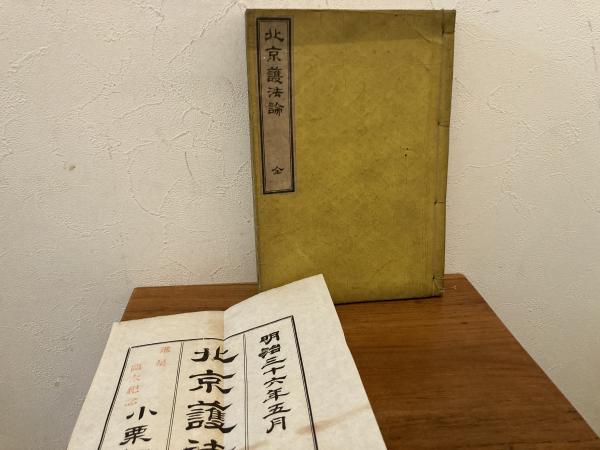 北京護法論
全
明治三十六年五月
北京護法
小栗